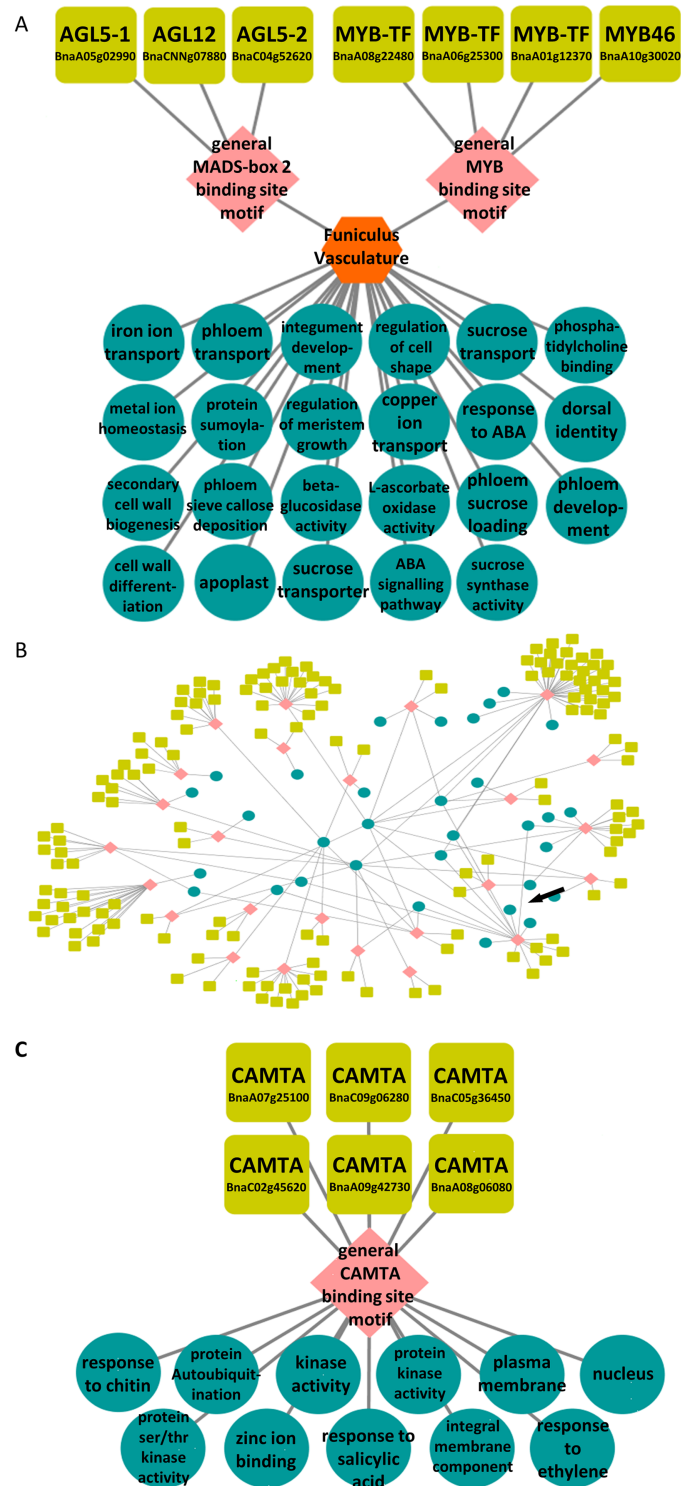 A
AGL5-1
BnaA05g02990
AGL12
BnaCNNg07880
AGL5-2
BnaC04g52620
MYB-TF
BnaA08g22480
MYB-TF
BnaA06g25300
MYB-TF
BnaA01g12370
MYB46
BnaA10g30020
general
MADS-box 2
binding site
motif
general
MYB
binding site
motif
Funiculus
Vasculature
iron ion
transport
phloem
transport
integument
develop-
ment
regulation
of cell
shape
sucrose
transport
phospha-
tidylcholine
binding
metal ion
homeostasis
protein
sumoyla-
tion
regulation
of meristem
growth
copper
ion
transport
response
to ABA
dorsal
identity
secondary
cell wall
biogenesis
phloem
sieve callose
deposition
beta-
glucosidase
activity
L-ascorbate
oxidase
activity
phloem
sucrose
loading
phloem
develop-
ment
cell wall
different-
iation
apoplast
sucrose
transporter
ABA
signalling
pathway
sucrose
synthase
activity
B
C
CAMTA
BnaA07g25100
CAMTA
BnaC09g06280
CAMTA
BnaC05g36450
CAMTA
BnaC02g45620
CAMTA
BnaA09g42730
CAMTA
BnaA08g06080
general
CAMTA
binding site
motif
response
to chitin
protein
Autoubiquit-
ination
kinase
activity
protein
kinase
activity
plasma
membrane
nucleus
protein
ser/thr
kinase
activity
zinc ion
binding
response to
salicylic
acid
integral
membrane
component
response
to
ethylene